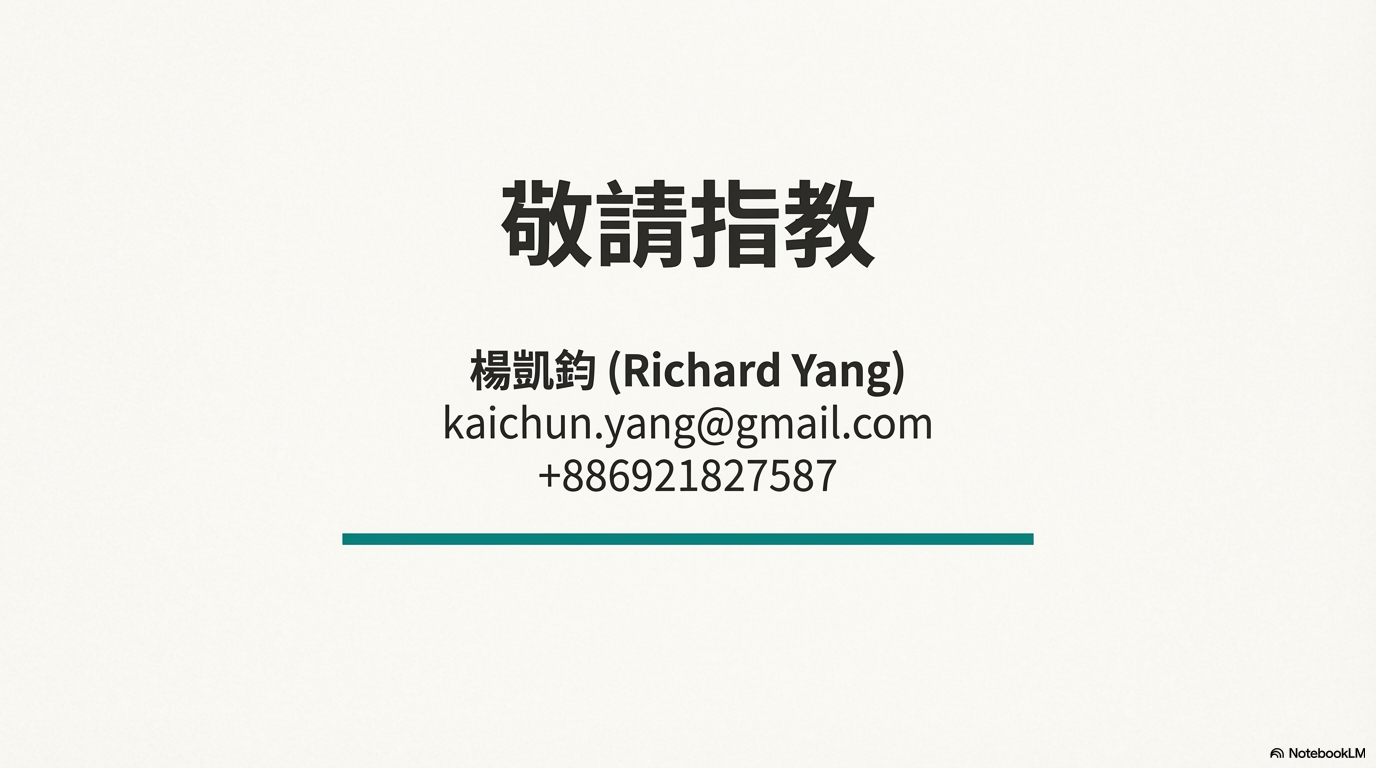 敬請指教
楊凱鈞 (Richard Yang)
kaichun.yang@gmail.com
+886921827587
NotebookLM